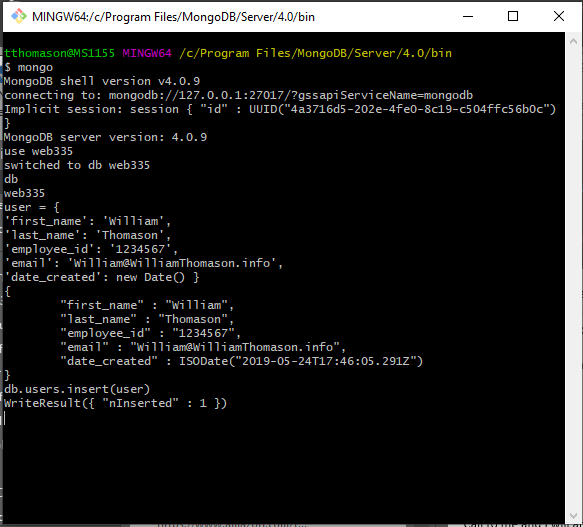 MINGW64:/c/Program Files/MongoDB/Server/4.0/bin
tthomason@MS1155 MINGW64 /c/Program Files/MongoDB/Server/4.0/bin
$ mongo
MongoDB shell version v4.0.9
connecting to: mongodb://127.0.0.1:27017/?gssapiServiceName=mongodb
Implicit session: session { "id" : UUID("4a3716d5-202e-4fe0-8c19-c504ffc56b0c")
}
MongoDB server version: 4.0.9
use web335
switched to db web335
db
web335
user = {
'first_name': 'William',
'last_name': 'Thomason',
'employee_id': '1234567',
'email': 'William@WilliamThomason.info',
'date_created': new Date() }
{
        "first_name" : "William",
        "last_name" : "Thomason",
        "employee_id" : "1234567",
        "email" : "William@WilliamThomason.info",
        "date_created" : ISODate("2019-05-24T17:46:05.291Z")
}
db.users.insert(user)
WriteResult({ "nInserted" : 1 })